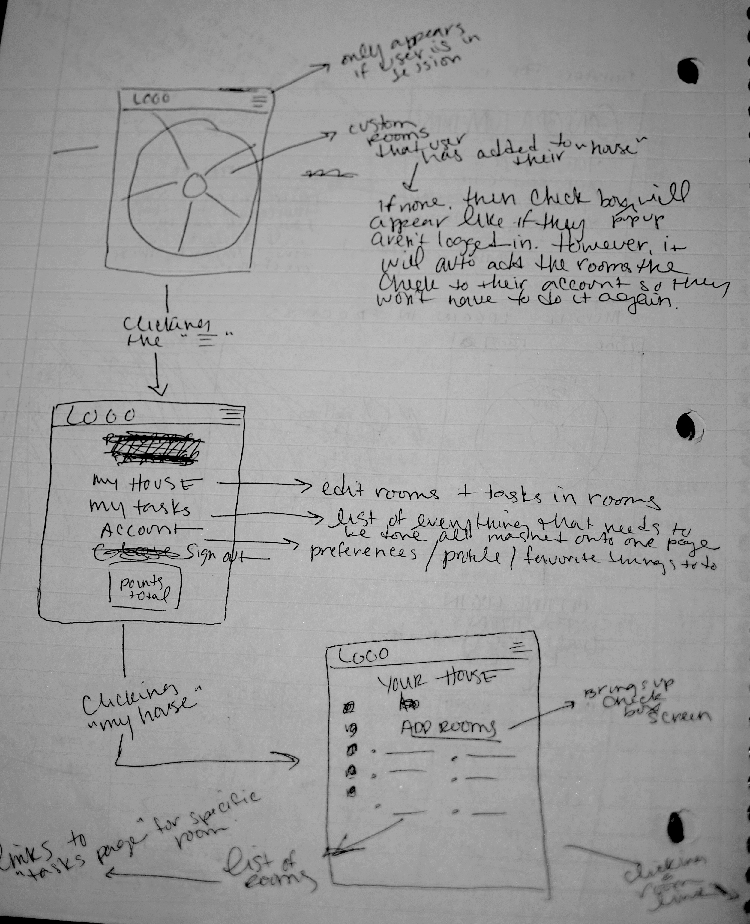 only appears
if user is in
session
LOGO
custom
rooms
that user
has added to "house"
their
if none, then check box will
appear like if they popup
aren't logged in. However, it
will auto add the rooms the
check to their account so they
won't have to do it again.
clicking
the "≡"
LOGO
my HOUSE
my tasks
ACCOUNT
Sign out
points
total
edit rooms + tasks in rooms
list of everything that needs to
be done all mashed onto one page
preferences / profile / favorite things to do
clicking
"my house"
LOGO
YOUR HOUSE
ADD ROOMS
Brings up
"check
box"
screen
links to
"tasks page" for specific
room
list of
rooms
clicking
a
room